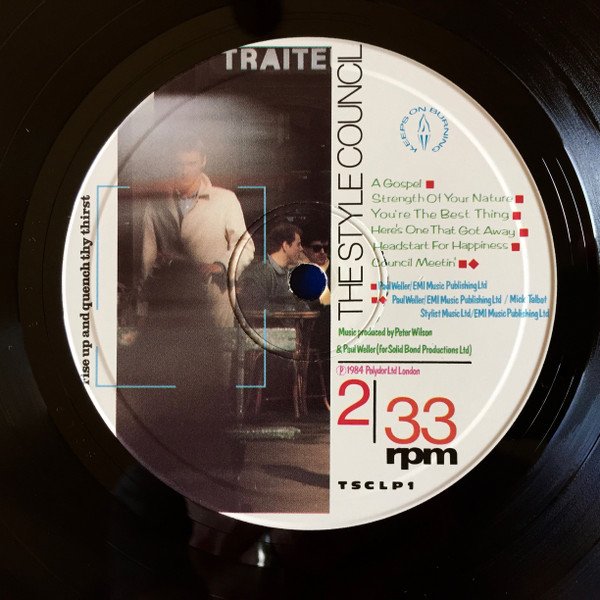 TRAITE
rise up and quench thy thirst
THE STYLE COUNCIL
KEEPS ON BURNING
A Gospel
Strength Of Your Nature
You're The Best Thing
Here's One That Got Away
Headstart For Happiness
Council Meetin'
Paul Weller/EMI Music Publishing Ltd
Paul Weller/EMI Music Publishing Ltd / Mick Talbot
Stylist Music Ltd/EMI Music Publishing Ltd
Music produced by Peter Wilson
& Paul Weller (for Solid Bond Productions Ltd)
℗ 1984 Polydor Ltd London
2 33
rpm
TSCLP1